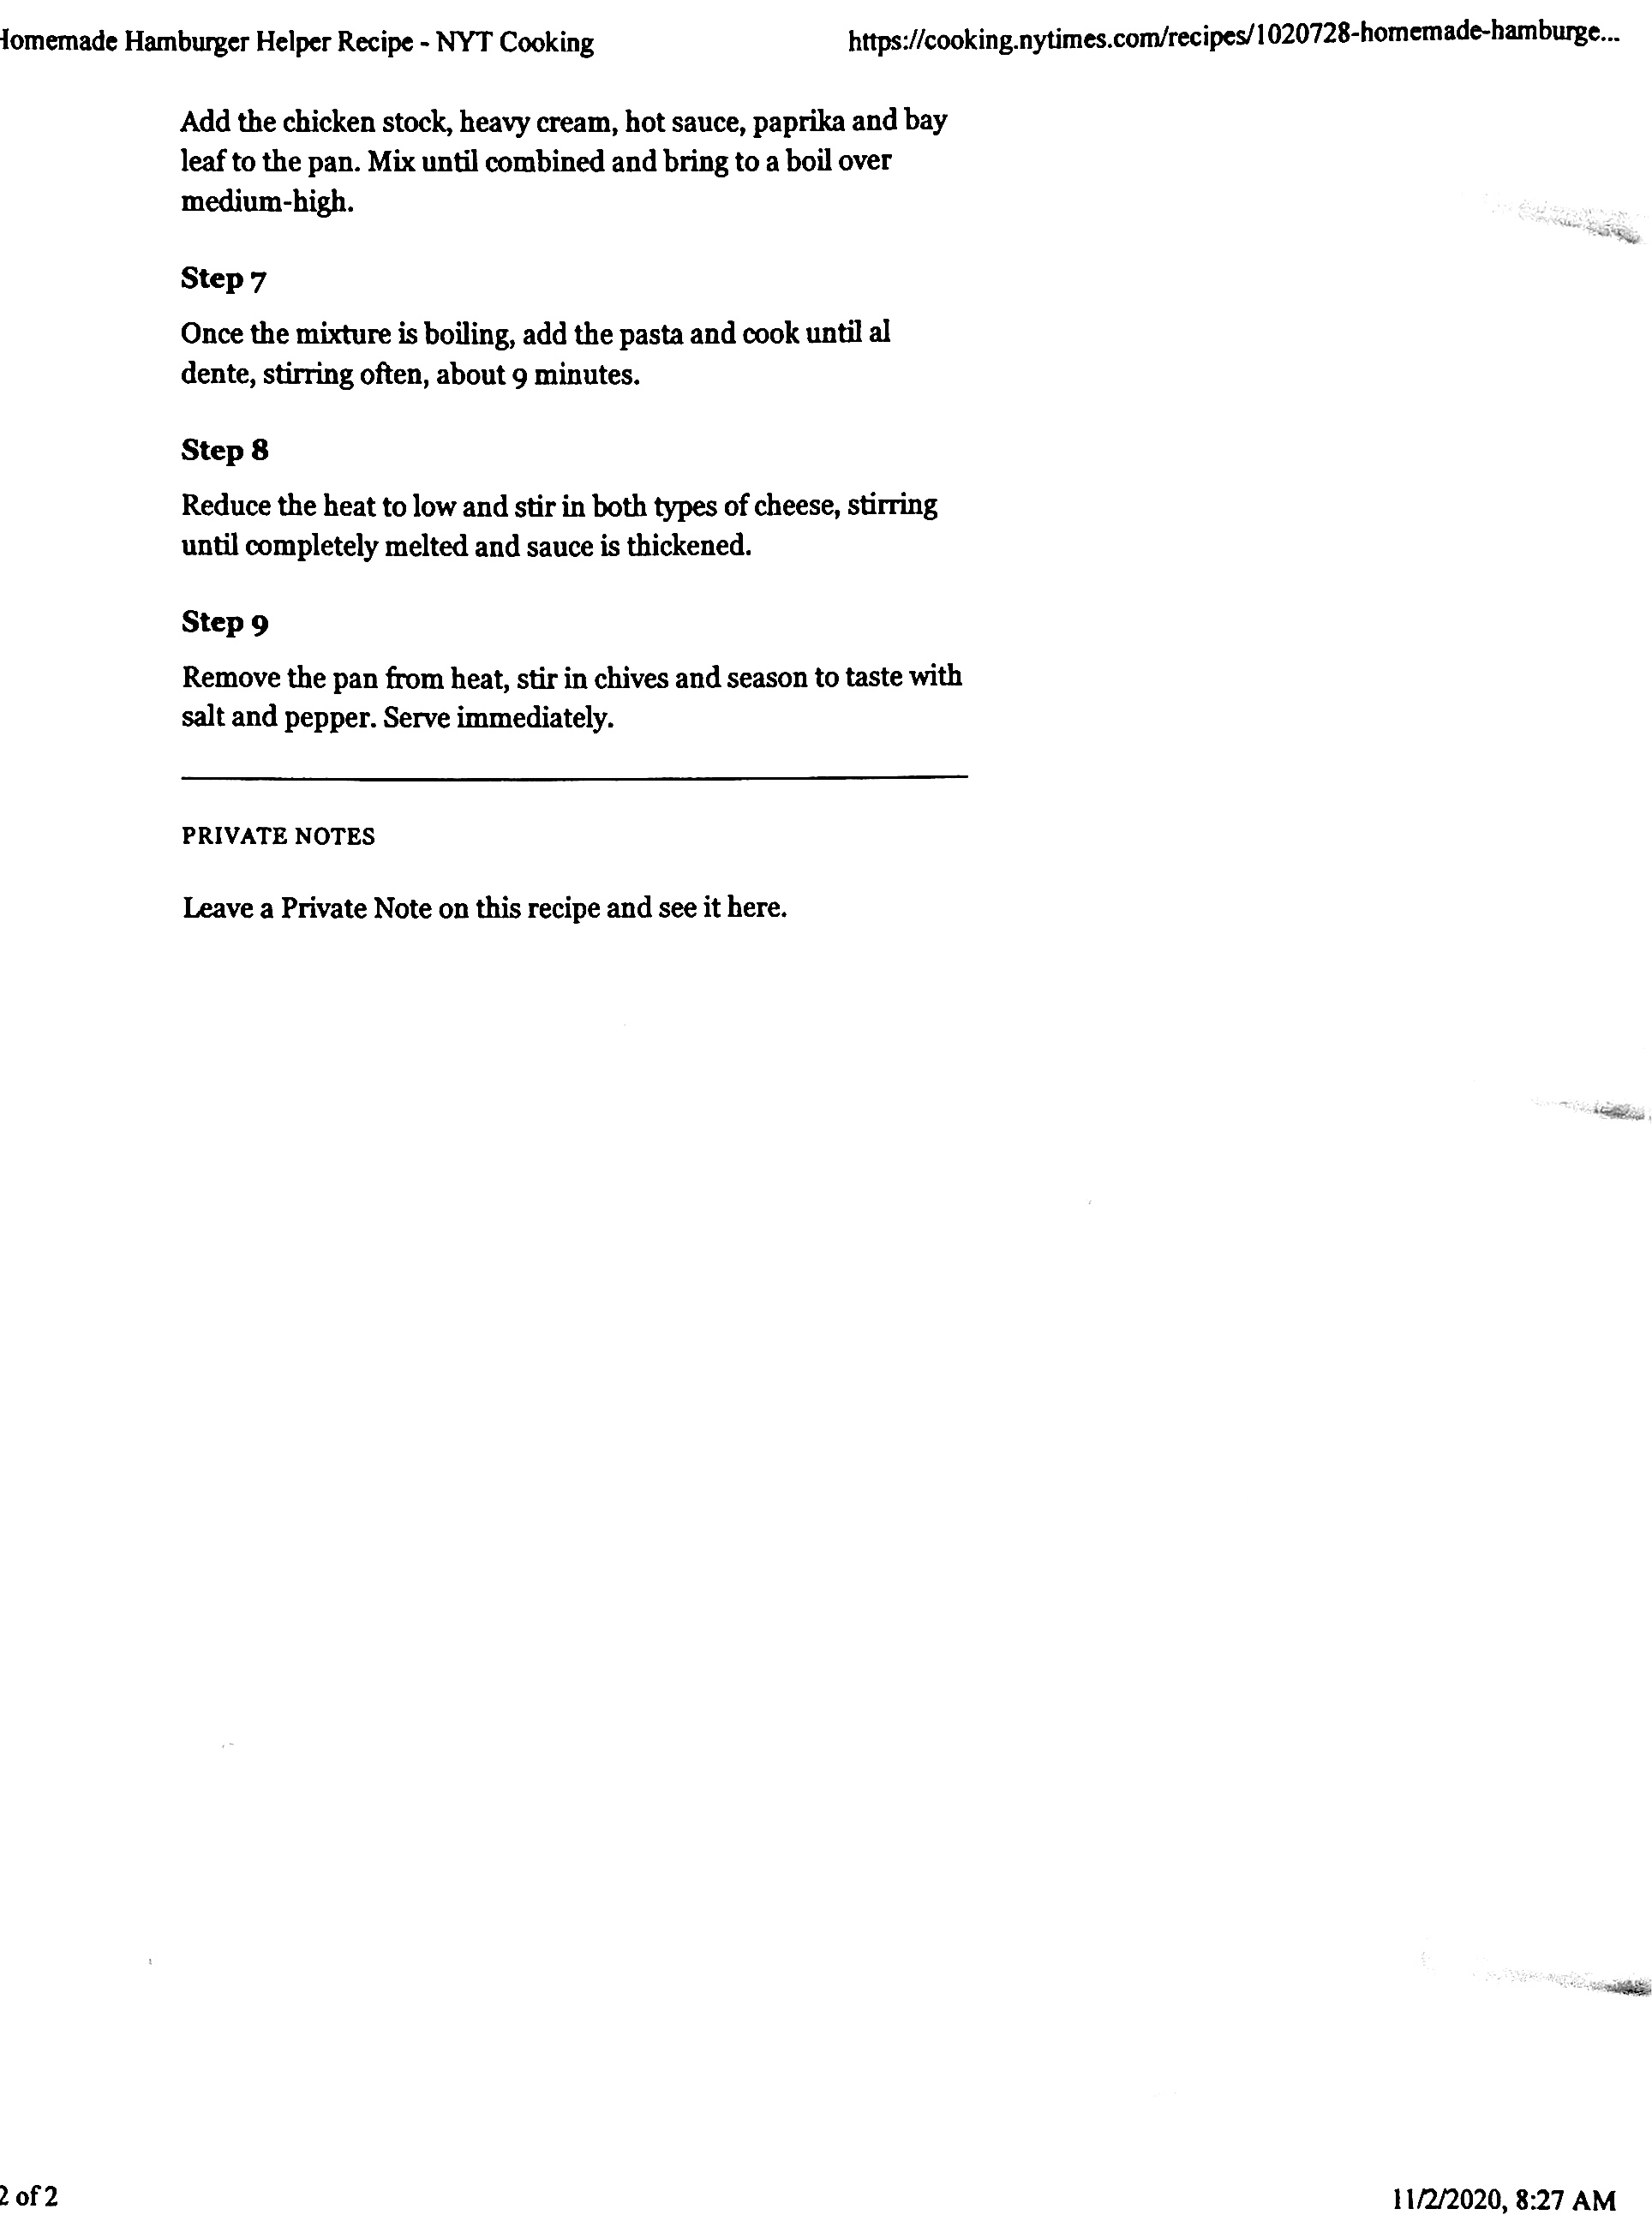 Homemade Hamburger Helper Recipe - NYT Cooking
https://cooking.nytimes.com/recipes/1020728-homemade-hamburge...
Add the chicken stock, heavy cream, hot sauce, paprika and bay
leaf to the pan. Mix until combined and bring to a boil over
medium-high.
Step 7
Once the mixture is boiling, add the pasta and cook until al
dente, stirring often, about 9 minutes.
Step 8
Reduce the heat to low and stir in both types of cheese, stirring
until completely melted and sauce is thickened.
Step 9
Remove the pan from heat, stir in chives and season to taste with
salt and pepper. Serve immediately.
PRIVATE NOTES
Leave a Private Note on this recipe and see it here.
2 of 2
11/2/2020, 8:27 AM